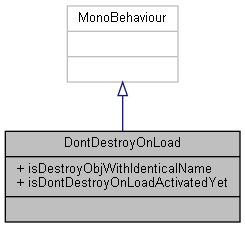 MonoBehaviour
DontDestroyOnLoad
+ isDestroyObjWithIdenticalName
+ isDontDestroyOnLoadActivatedYet